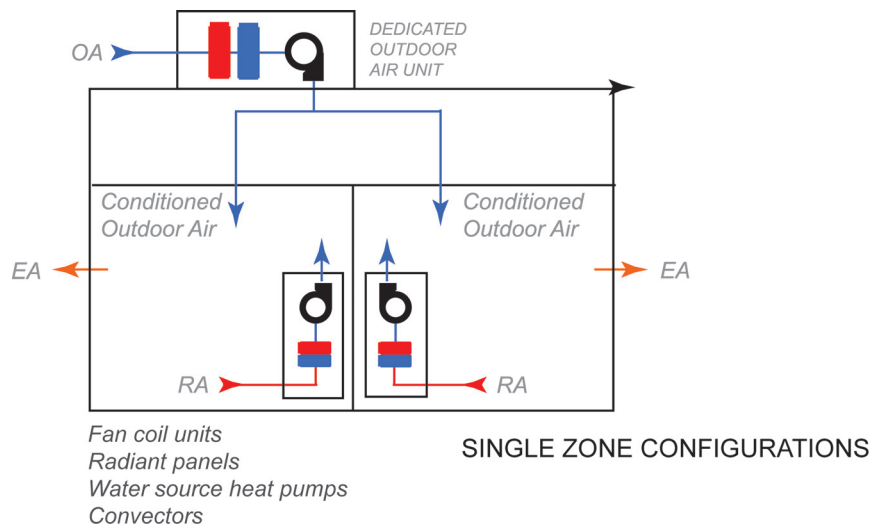 OA
DEDICATED
OUTDOOR
AIR UNIT
Conditioned
Outdoor Air
Conditioned
Outdoor Air
EA
EA
RA
RA
Fan coil units
Radiant panels
Water source heat pumps
Convectors
SINGLE ZONE CONFIGURATIONS